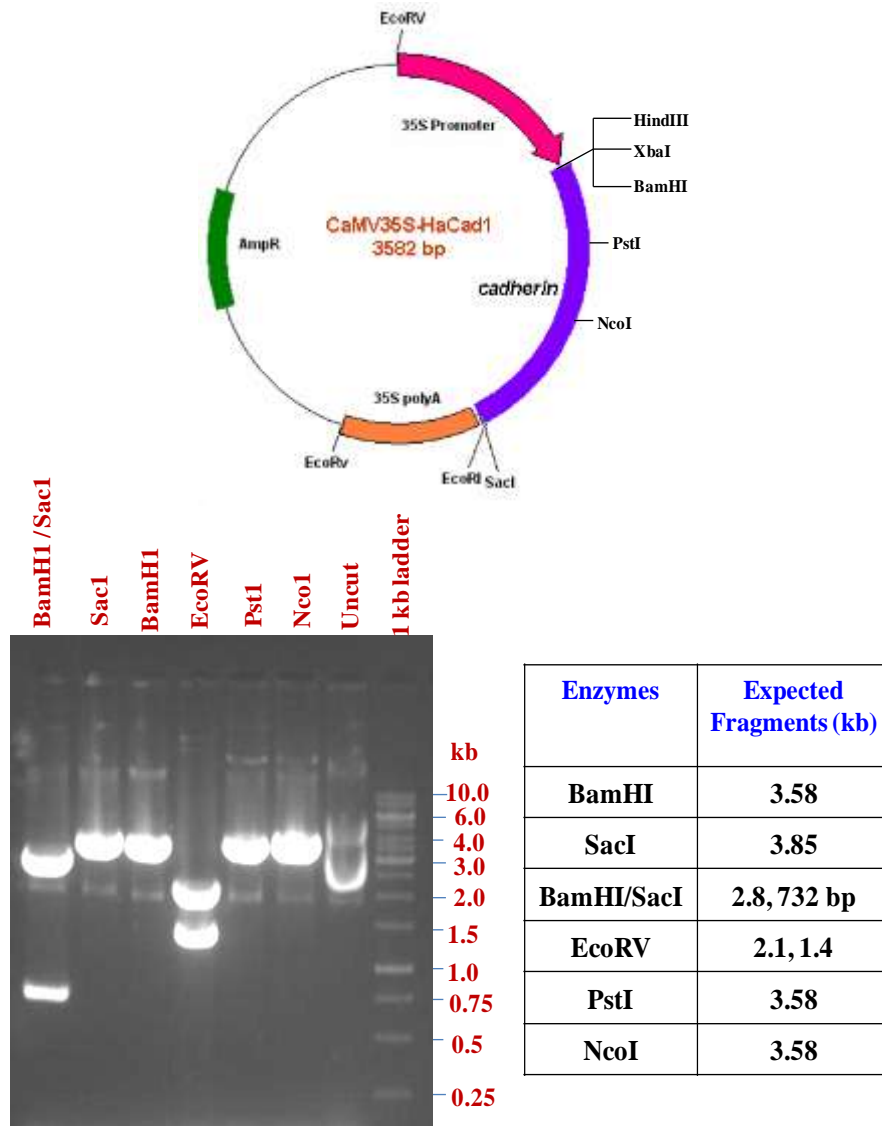 EcoRV
35S Promoter
HindIII
XbaI
BamHI
CaMV35S-HaCad1
3582 bp
AmpR
PstI
cadherin
NcoI
35S polyA
EcoRv
EcoRI SacI
BamH1 / Sac1
Sac1
BamH1
EcoRV
Pst1
Nco1
Uncut
1 kb ladder
kb
10.0
6.0
4.0
3.0
2.0
1.5
1.0
0.75
0.5
0.25
Enzymes Expected Fragments (kb)
BamHI 3.58
SacI 3.85
BamHI/SacI 2.8, 732 bp
EcoRV 2.1, 1.4
PstI 3.58
NcoI 3.58